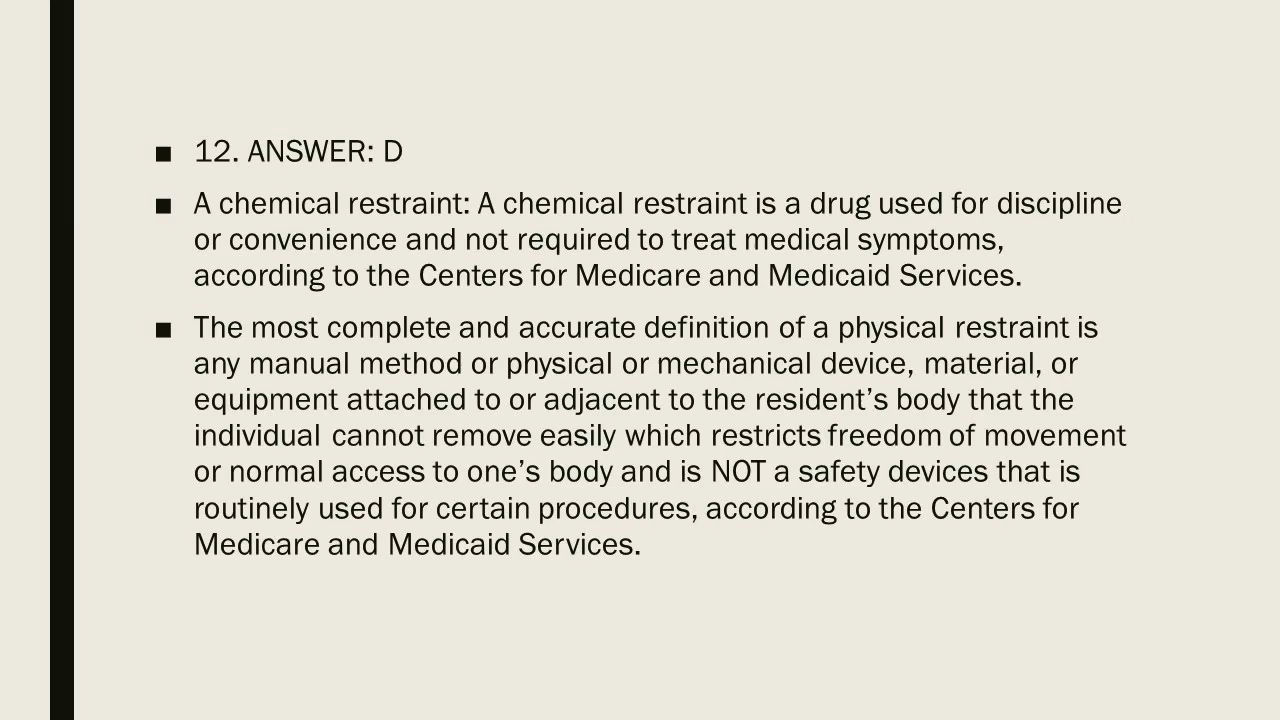 ■ 12. ANSWER: D
■ A chemical restraint: A chemical restraint is a drug used for discipline
or convenience and not required to treat medical symptoms,
according to the Centers for Medicare and Medicaid Services.
■ The most complete and accurate definition of a physical restraint is
any manual method or physical or mechanical device, material, or
equipment attached to or adjacent to the resident’s body that the
individual cannot remove easily which restricts freedom of movement
or normal access to one’s body and is NOT a safety devices that is
routinely used for certain procedures, according to the Centers for
Medicare and Medicaid Services.